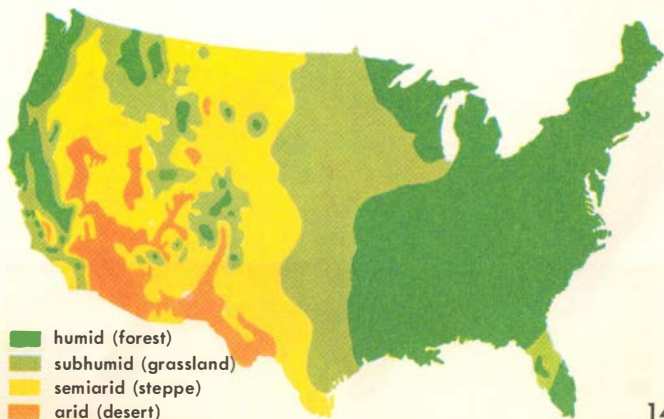 humid (forest)
subhumid (grassland)
semiarid (steppe)
arid (desert)